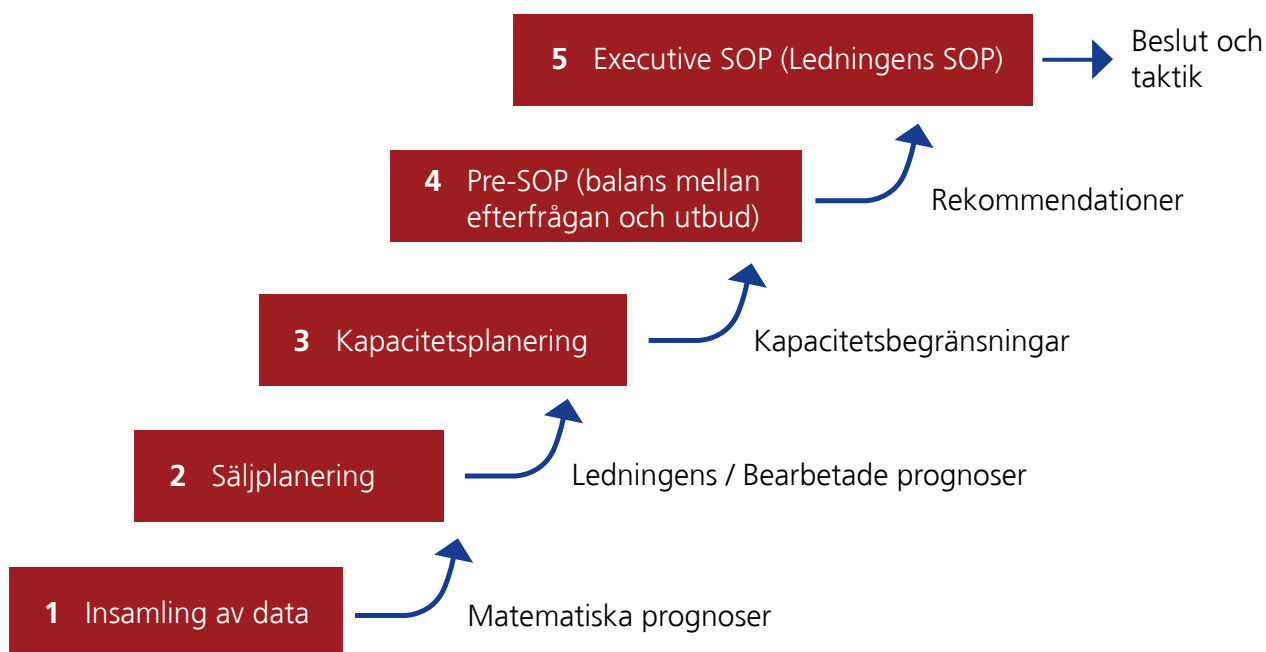 5 Executive SOP (Ledningens SOP)
Beslut och
taktik
4 Pre-SOP (balans mellan
efterfrågan och utbud)
Rekommendationer
3 Kapacitetsplanering
Kapacitetsbegränsningar
2 Säljplanering
Ledningens / Bearbetade prognoser
1 Insamling av data
Matematiska prognoser